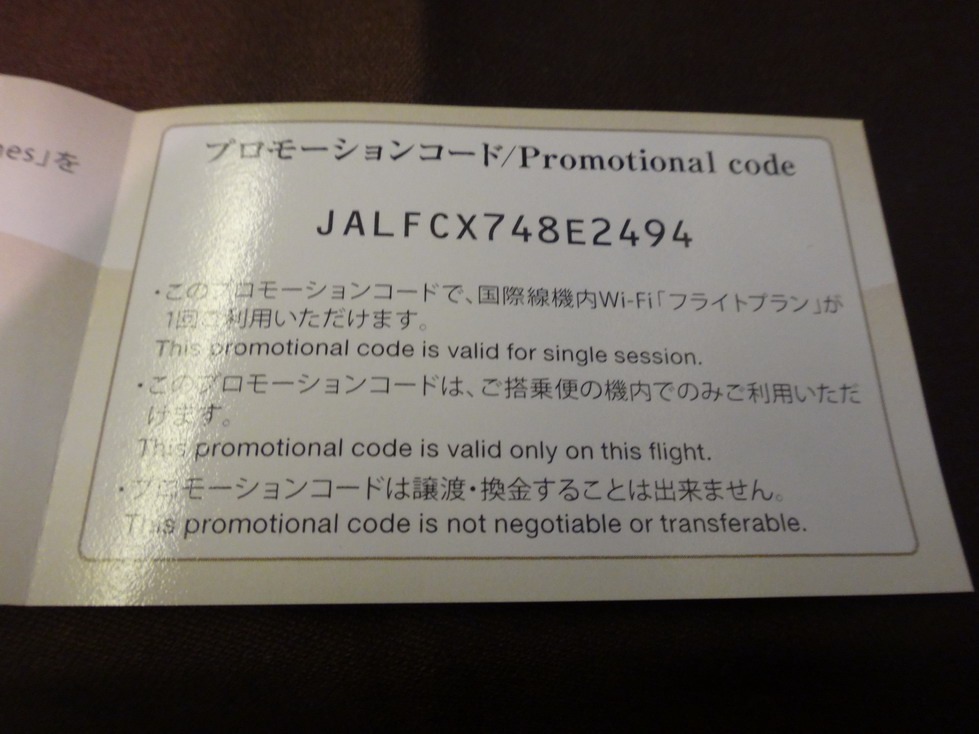 nes」を
プロモーションコード/Promotional code
JALFCX748E2494
・このプロモーションコードで、国際線機内Wi-Fi「フライトプラン」が
1回ご利用いただけます。
This promotional code is valid for single session.
・このプロモーションコードは、ご搭乗便の機内でのみご利用いただ
けます。
This promotional code is valid only on this flight.
・プロモーションコードは譲渡・換金することは出来ません。
This promotional code is not negotiable or transferable.